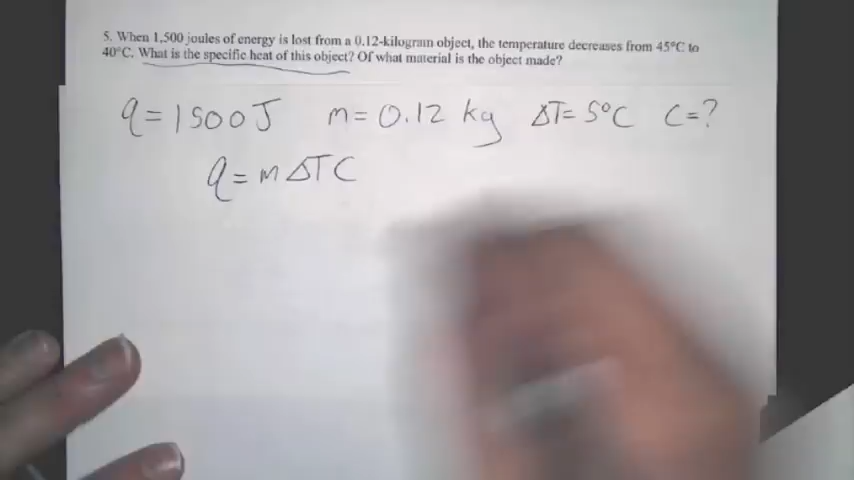 5. When 1,500 joules of energy is lost from a 0.12-kilogram object, the temperature decreases from 45°C to
40°C. What is the specific heat of this object? Of what material is the object made?
q=1500J m=0.12 kg ΔT=5°C C=?
q=mΔTC